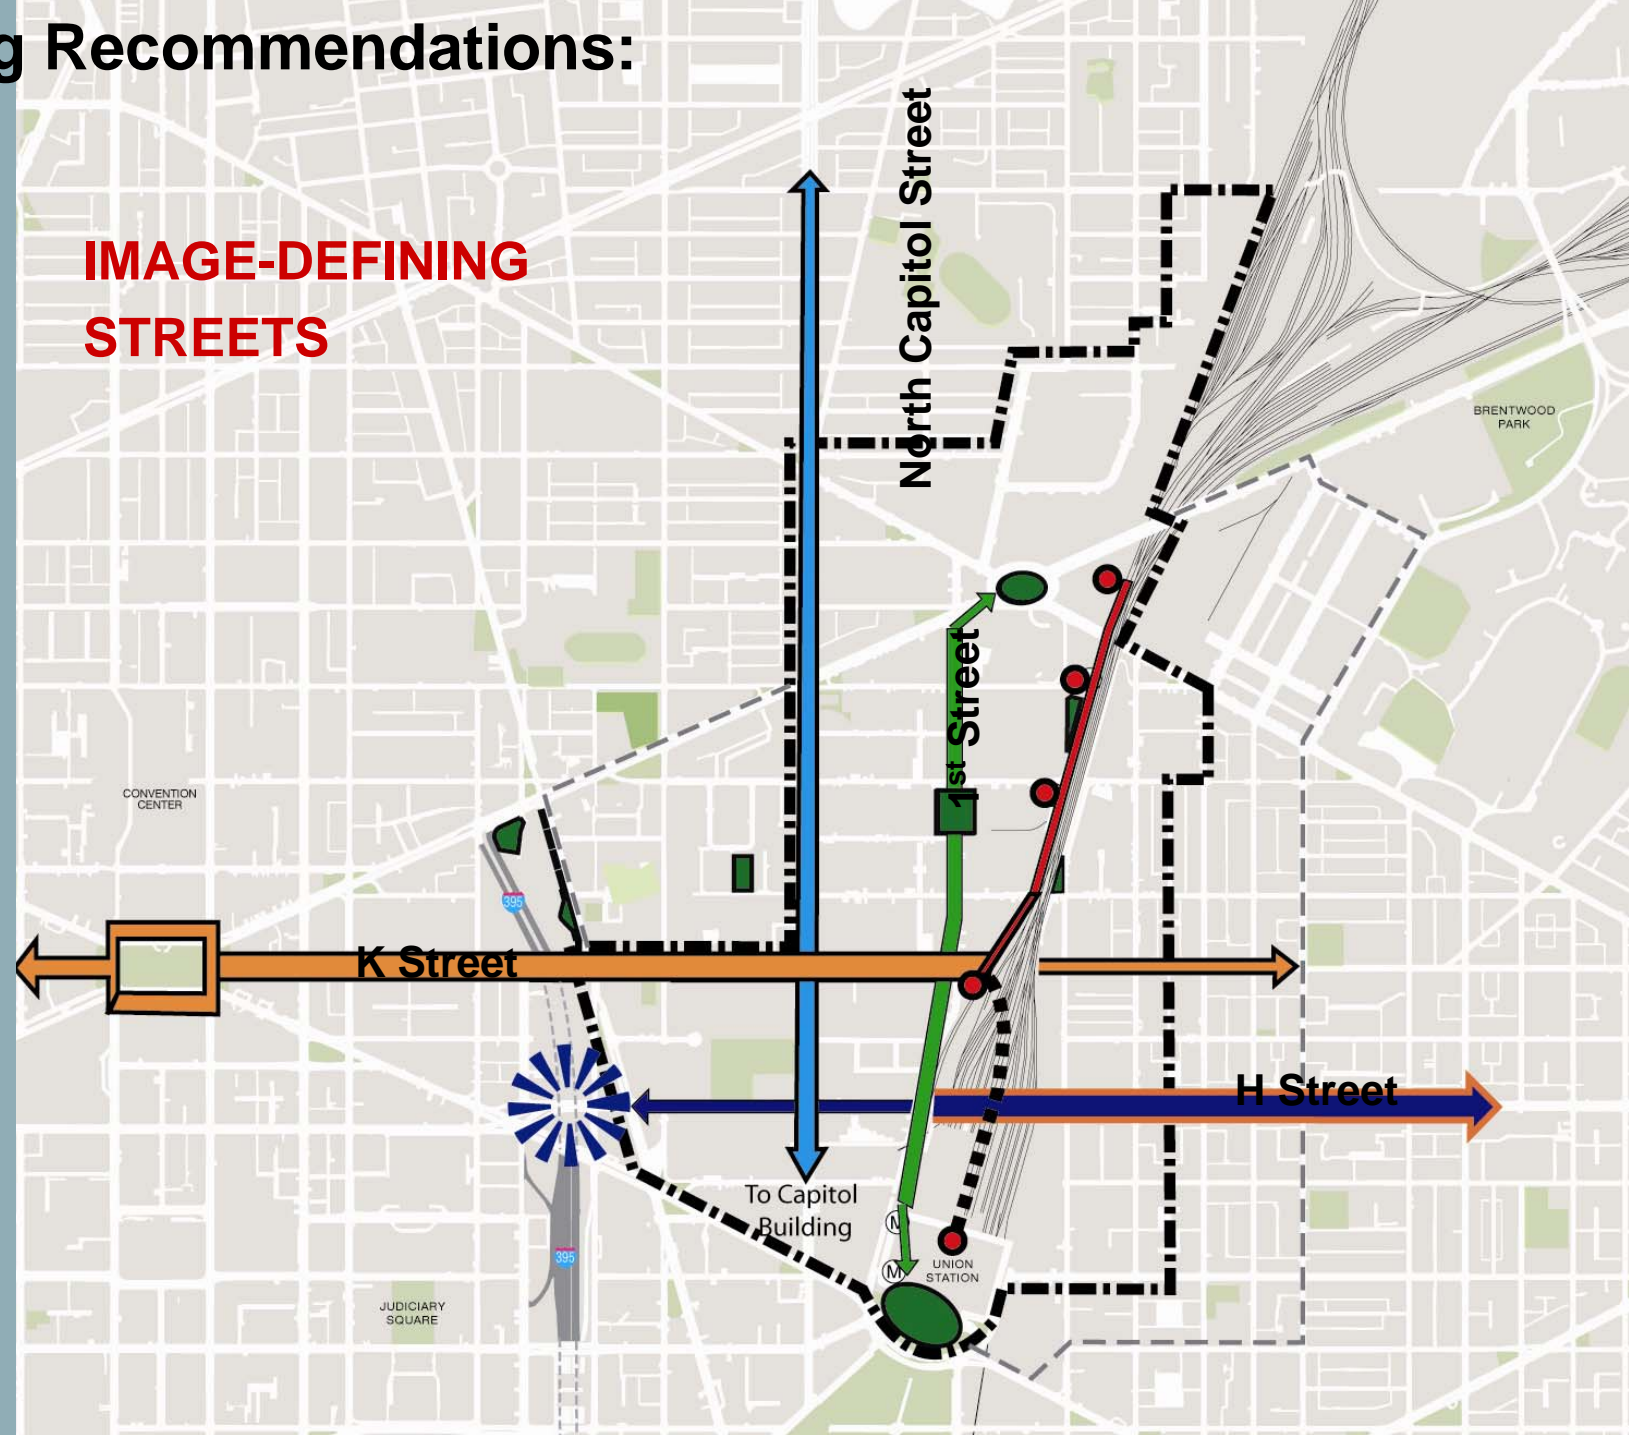 g Recommendations:
IMAGE-DEFINING
STREETS
North Capitol Street
BRENTWOOD
PARK
1st Street
CONVENTION
CENTER
395
K Street
H Street
To Capitol
Building
M
M
UNION
STATION
395
JUDICIARY
SQUARE